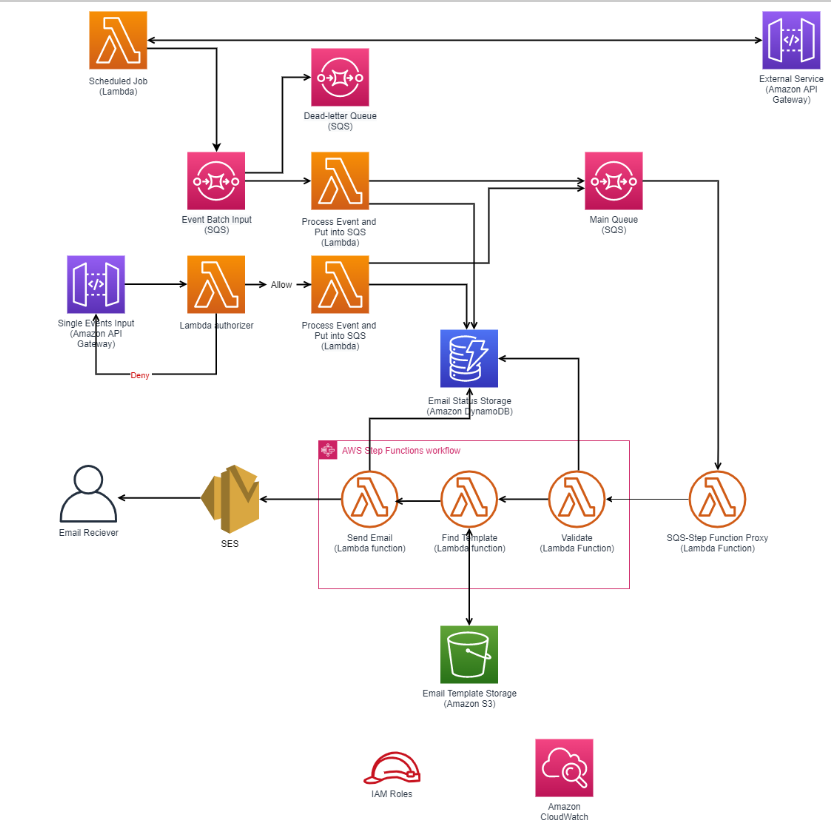 Scheduled Job
(Lambda)
External Service
(Amazon API
Gateway)
Dead-letter Queue
(SQS)
Event Batch Input
(SQS)
Process Event and
Put into SQS
(Lambda)
Main Queue
(SQS)
Single Events Input
(Amazon API
Gateway)
Lambda authorizer
Allow
Process Event and
Put into SQS
(Lambda)
Deny
Email Status Storage
(Amazon DynamoDB)
AWS Step Functions workflow
Email Reciever
SES
Send Email
(Lambda function)
Find Template
(Lambda function)
Validate
(Lambda Function)
SQS-Step Function Proxy
(Lambda Function)
Email Template Storage
(Amazon S3)
IAM Roles
Amazon
CloudWatch